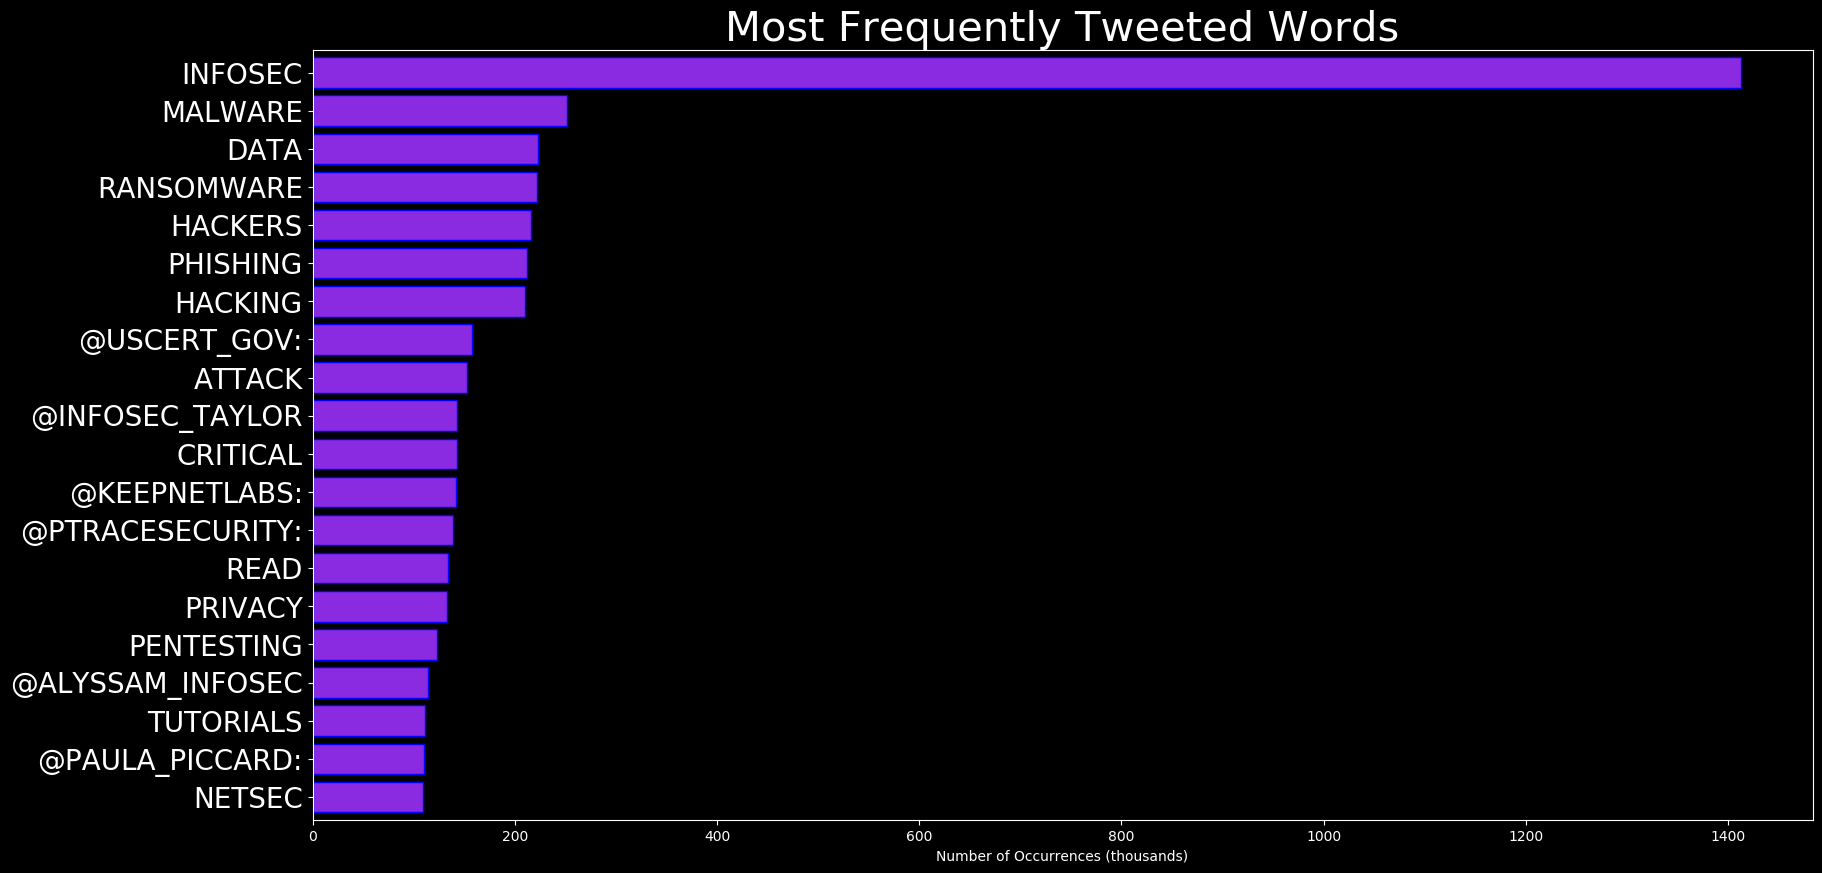 Most Frequently Tweeted Words
INFOSEC
MALWARE
DATA
RANSOMWARE
HACKERS
PHISHING
HACKING
@USCERT_GOV:
ATTACK
@INFOSEC_TAYLOR
CRITICAL
@KEEPNETLABS:
@PTRACESECURITY:
READ
PRIVACY
PENTESTING
@ALYSSAM_INFOSEC
TUTORIALS
@PAULA_PICCARD:
NETSEC
0 200 400 600 800 1000 1200 1400
Number of Occurrences (thousands)